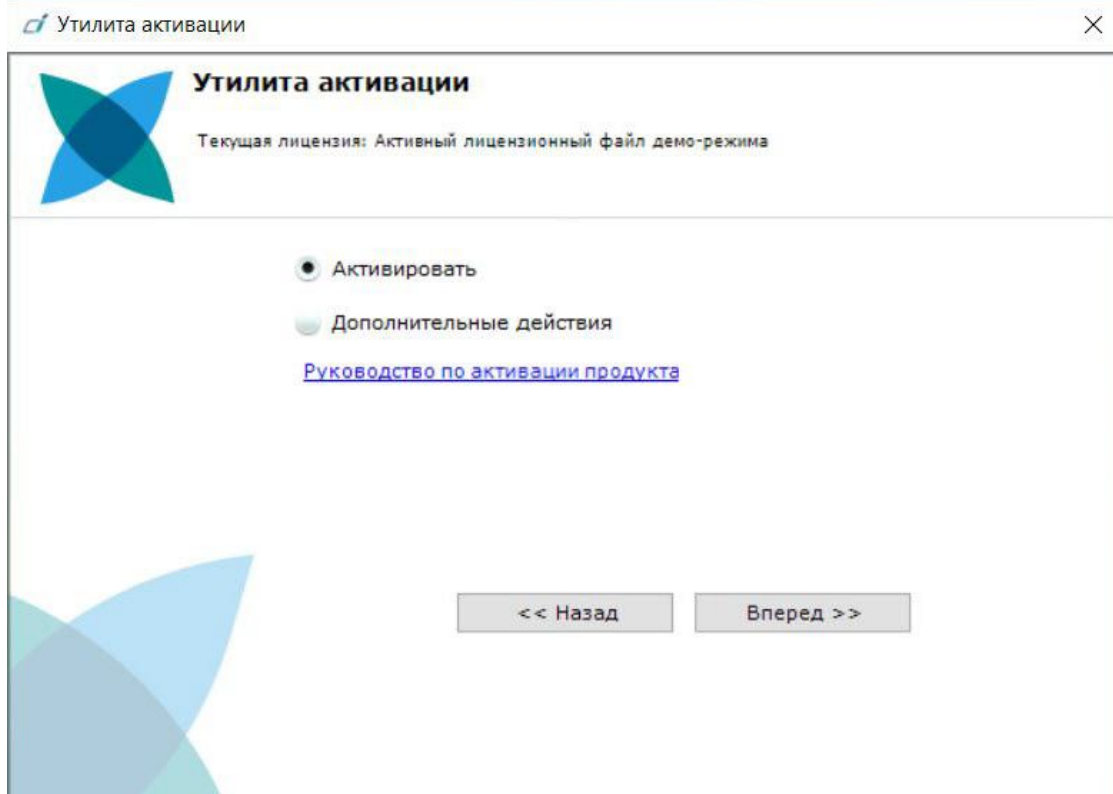 Утилита активации
Утилита активации
Текущая лицензия: Активный лицензионный файл демо-режима
Активировать
Дополнительные действия
Руководство по активации продукта
<< Назад
Вперед >>